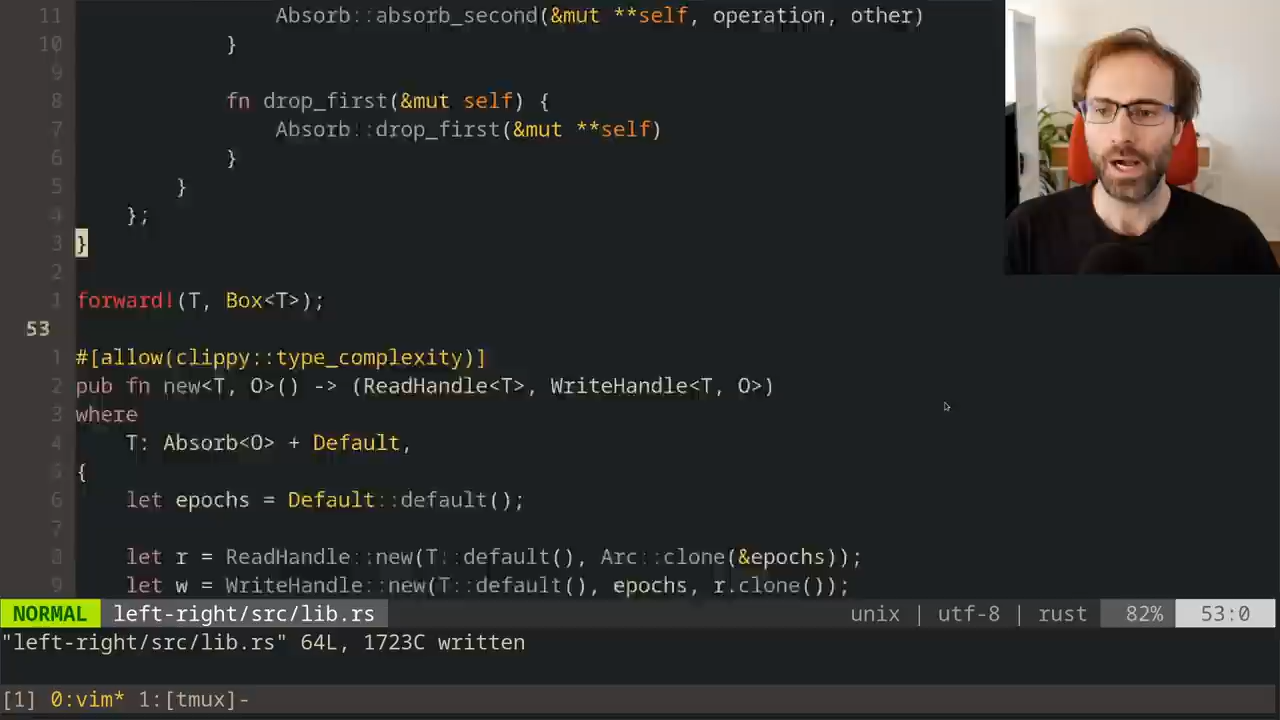 11                 Absorb::absorb_second(&mut **self, operation, other)
10             }
9
8             fn drop_first(&mut self) {
7                 Absorb::drop_first(&mut **self)
6             }
5         }
4     };
3 }
2
1 forward!(T, Box<T>);
53
1 #[allow(clippy::type_complexity)]
2 pub fn new<T, O>() -> (ReadHandle<T>, WriteHandle<T, O>)
3 where
4     T: Absorb<O> + Default,
5 {
6     let epochs = Default::default();
7
8     let r = ReadHandle::new(T::default(), Arc::clone(&epochs));
9     let w = WriteHandle::new(T::default(), epochs, r.clone());
NORMAL left-right/src/lib.rs unix | utf-8 | rust 82% 53:0
"left-right/src/lib.rs" 64L, 1723C written
[1] 0:vim* 1:[tmux]-